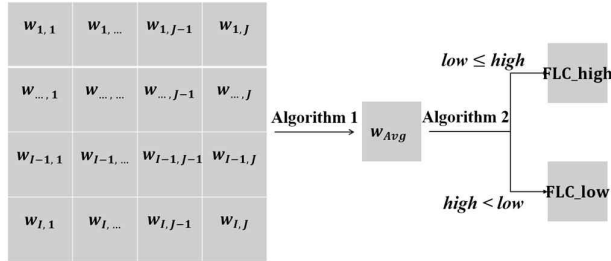 w1, 1 w1, … w1, J−1 w1, J
w…, 1 w…, … w…, J−1 w…, J
wI−1, 1 wI−1, … wI−1, J−1 wI−1, J
wI, 1 wI, … wI, J−1 wI, J
Algorithm 1
wAvg
Algorithm 2
low ≤ high
FLC_high
high < low
FLC_low